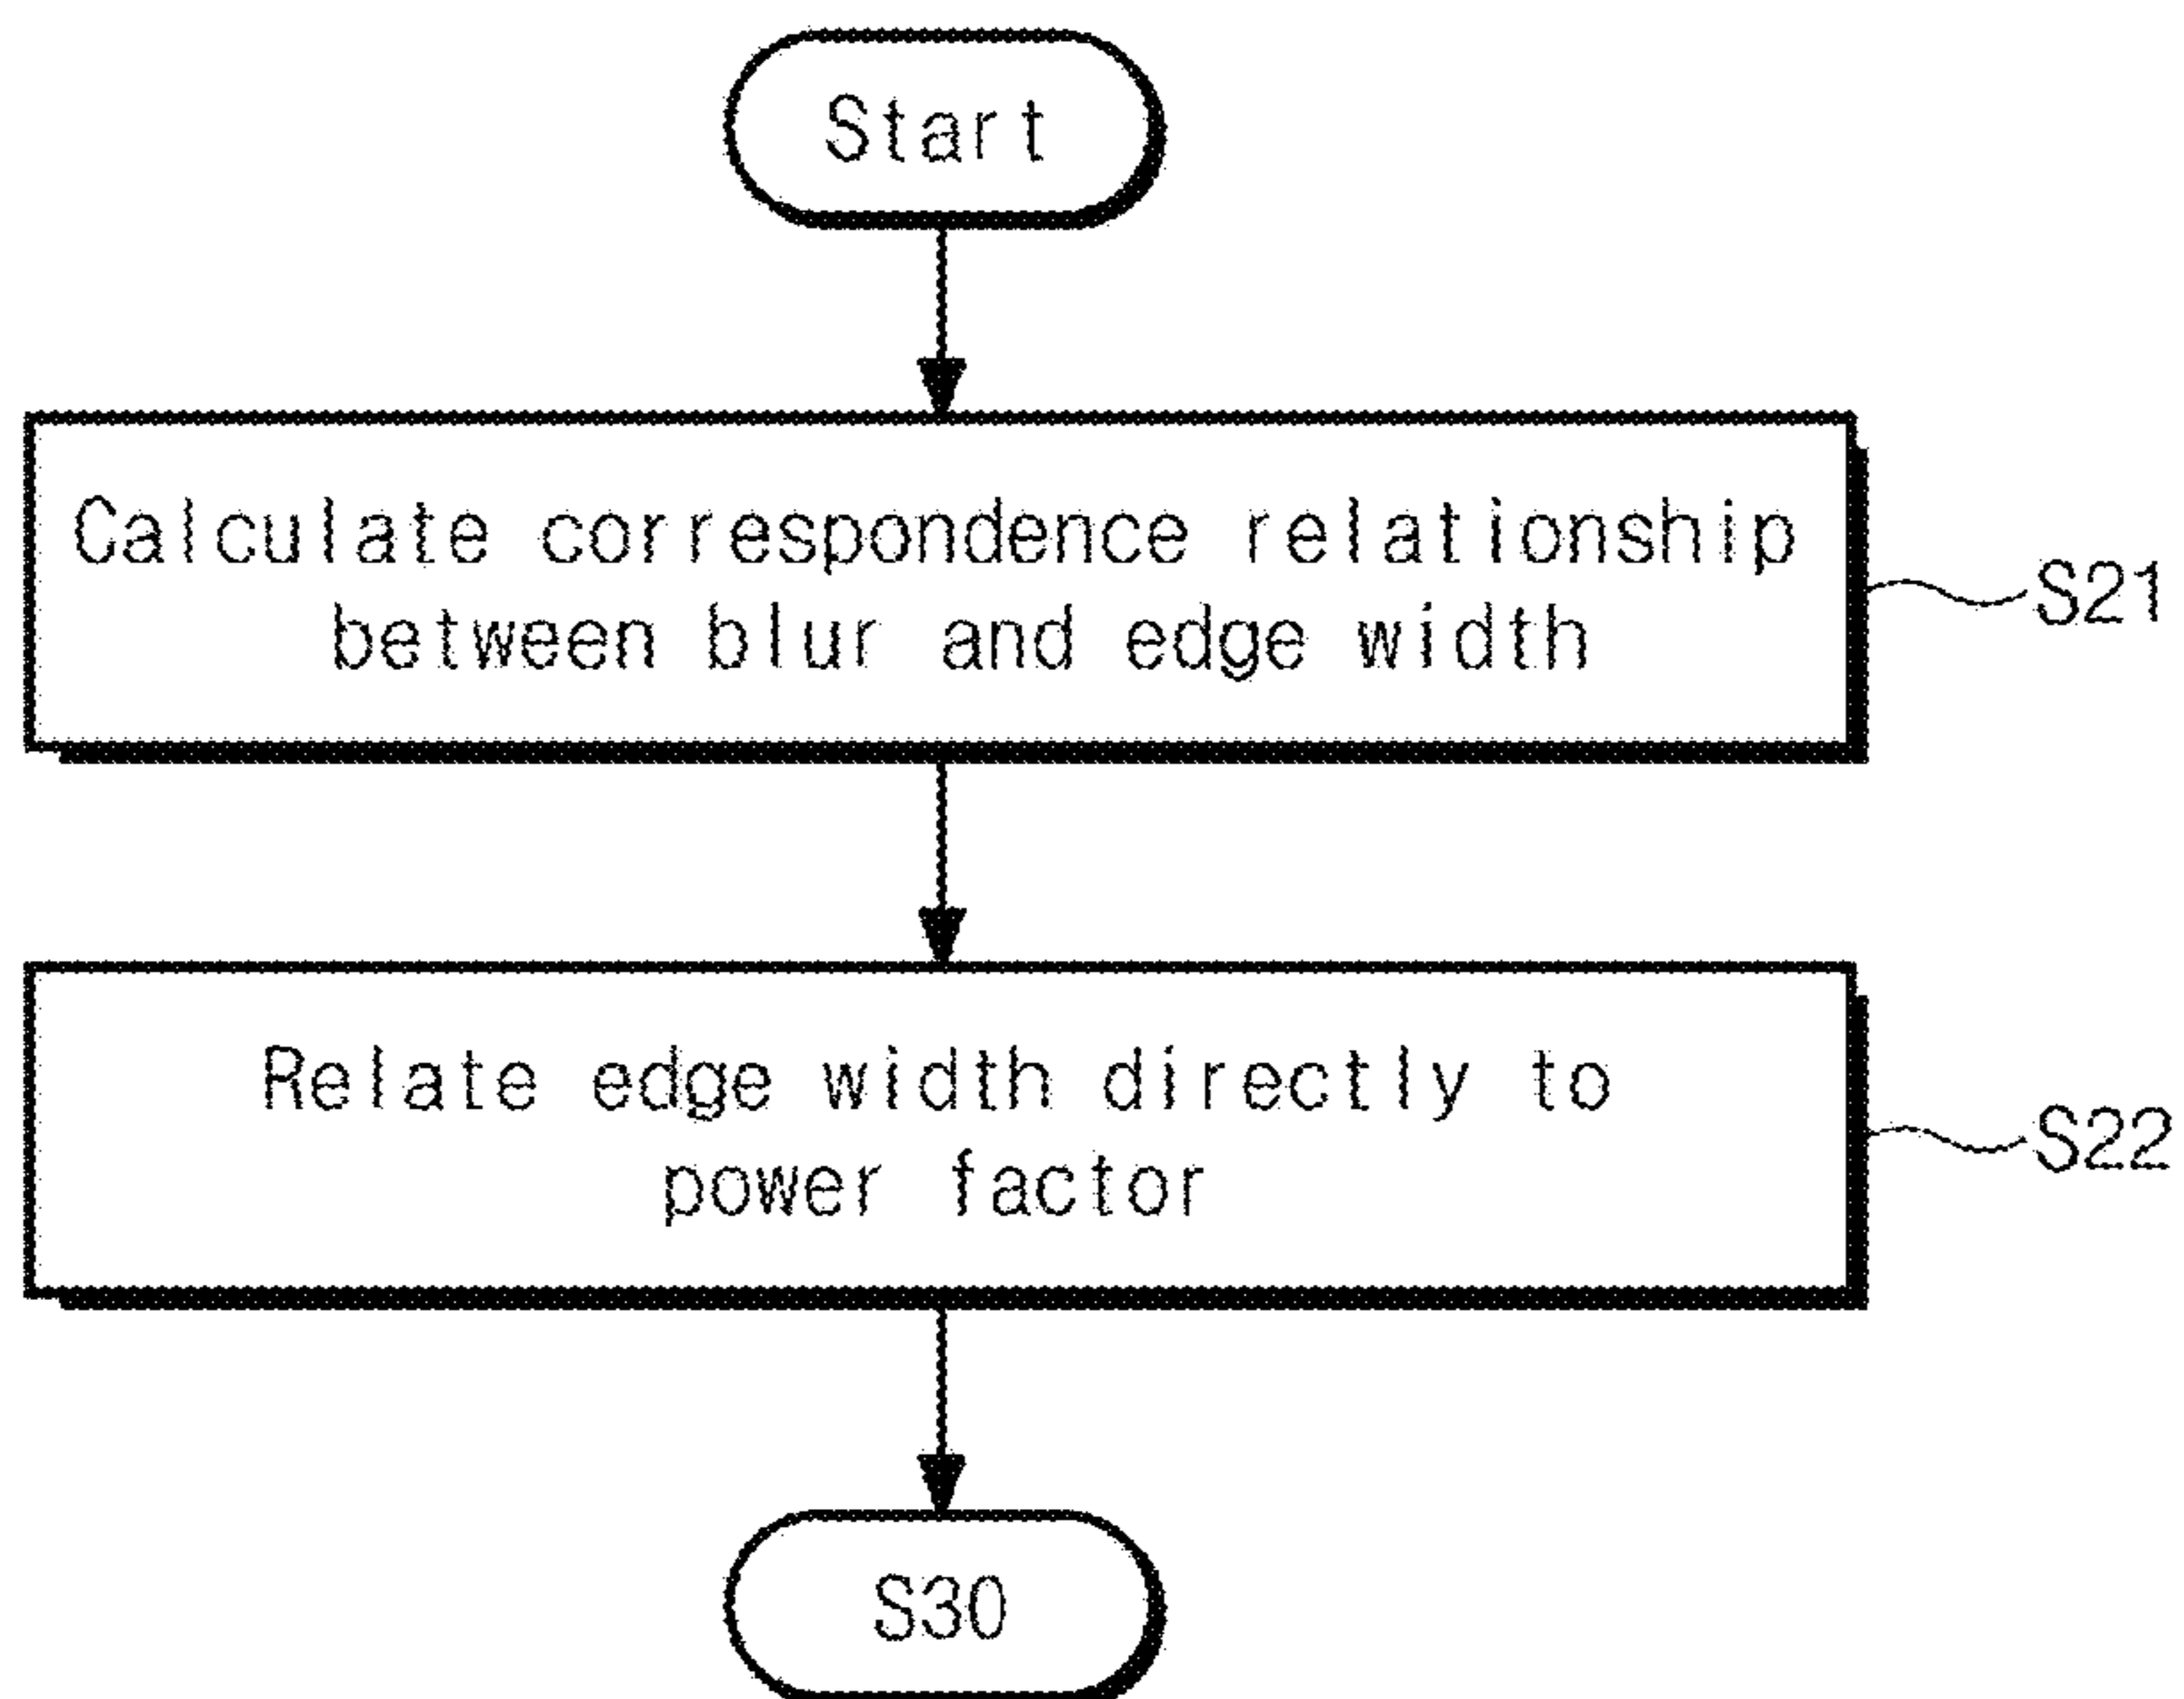 Start
Calculate correspondence relationship
between blur and edge width
S21
Relate edge width directly to
power factor
S22
S30